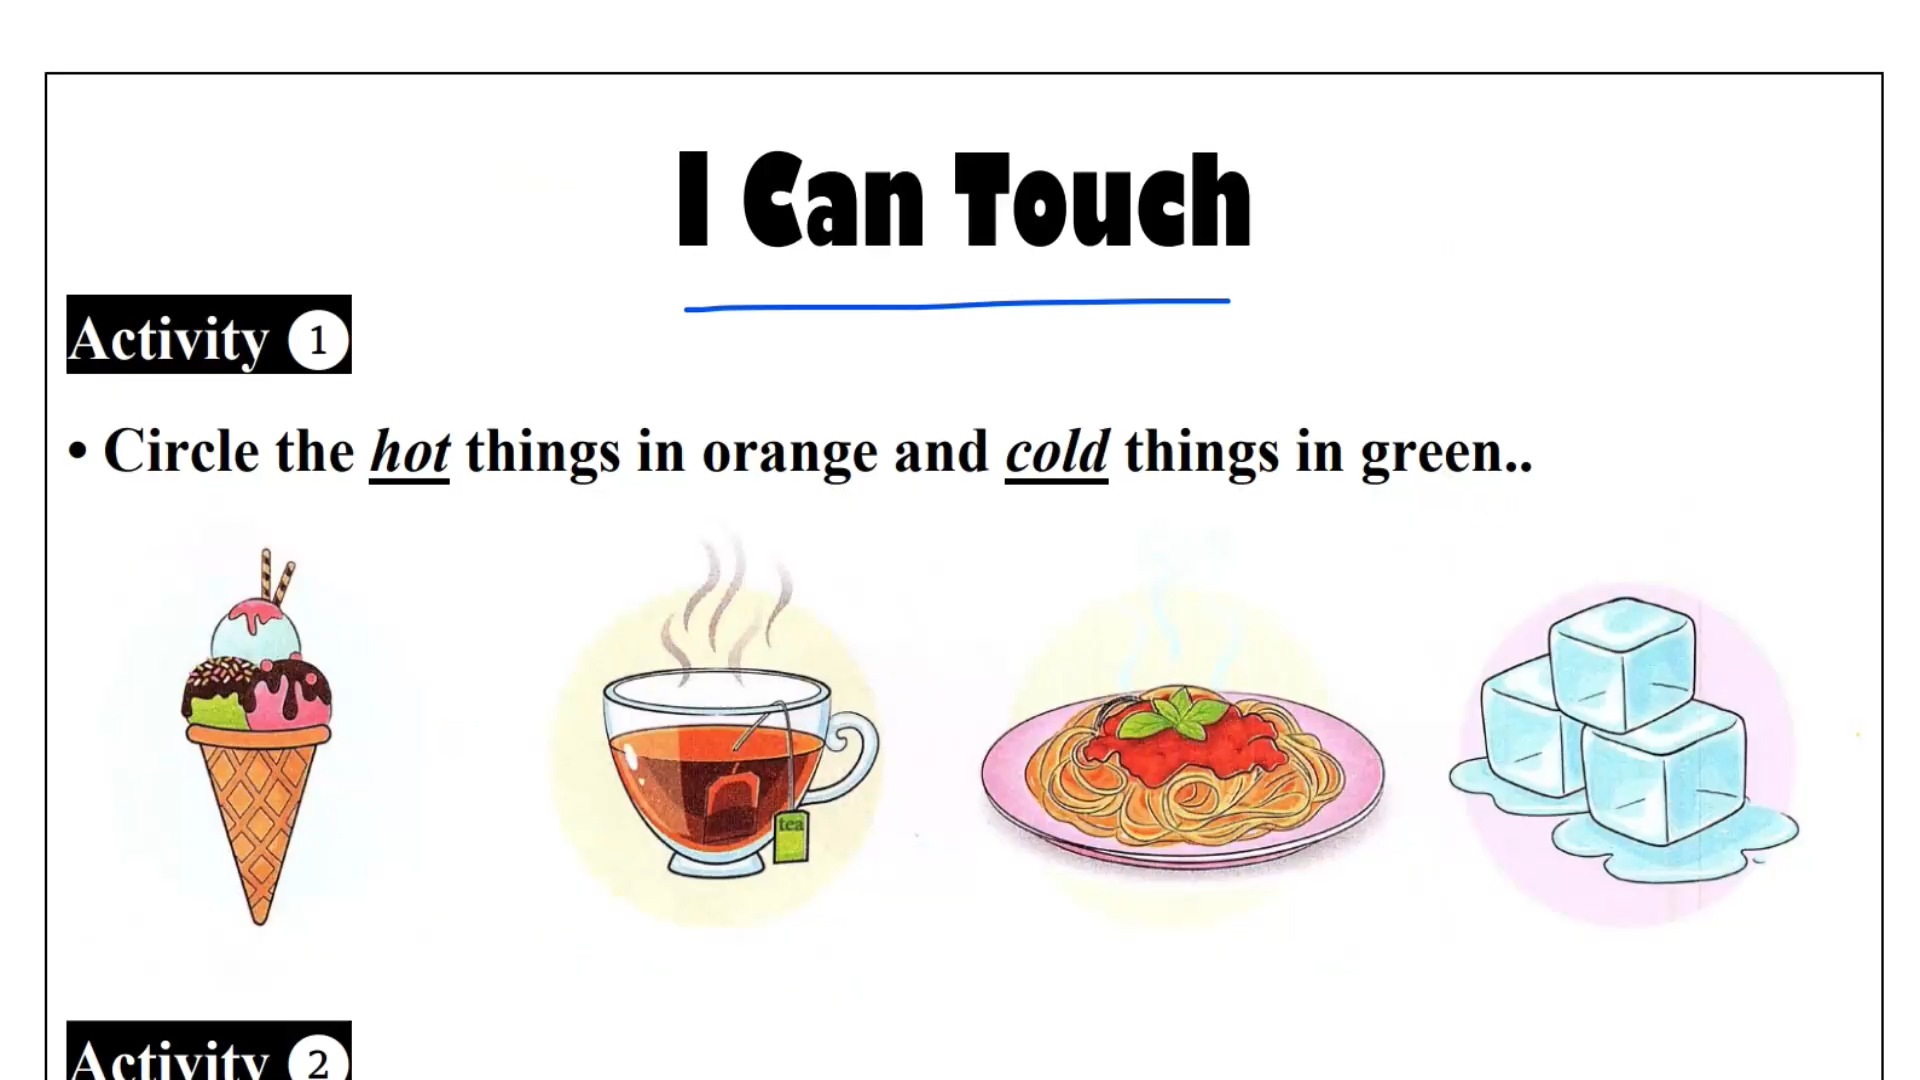 I Can Touch
Activity 1
• Circle the hot things in orange and cold things in green..
tea
Activity 2